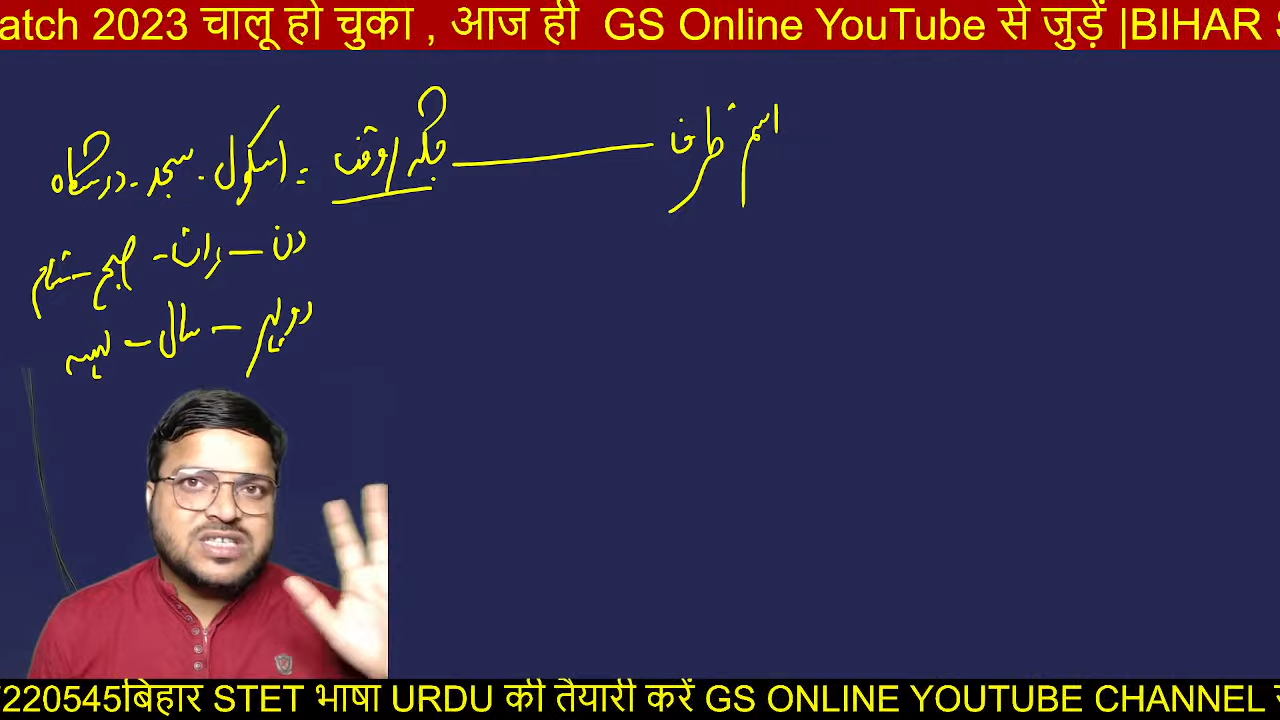 atch 2023 चालू हो चुका , आज ही GS Online YouTube से जुड़ें |BIHAR S
اسم ظرف — جگہ / وقت = اسکول - مسجد - درسگاہ
دن — رات - صبح - شام
دوپہر — سال —
220545बिहार STET भाषा URDU की तैयारी करें GS ONLINE YOUTUBE CHANNEL